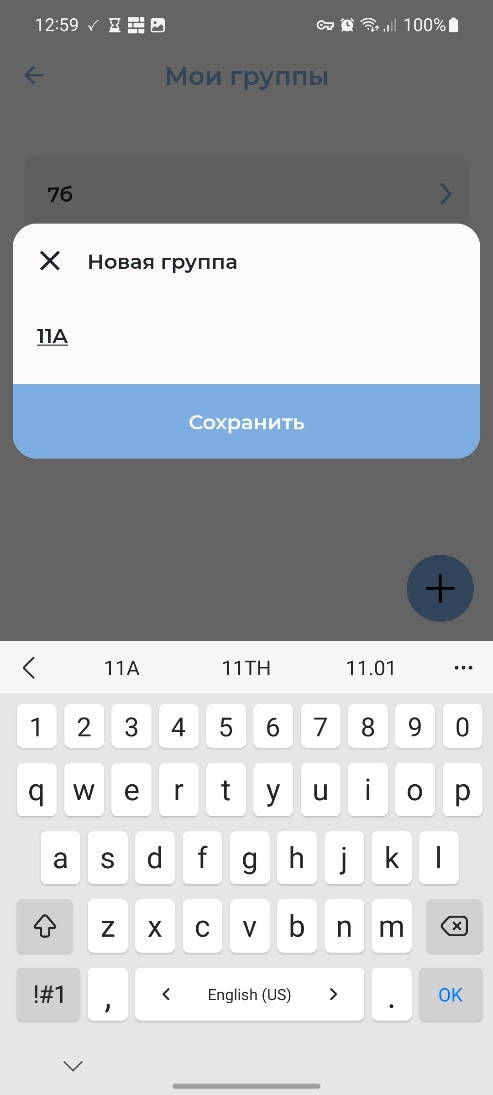 12:59
100%
Мои группы
7б
Новая группа
11A
Сохранить
11A 11TH 11.01
1 2 3 4 5 6 7 8 9 0
q w e r t y u i o p
a s d f g h j k l
z x c v b n m
!#1 , English (US) . OK